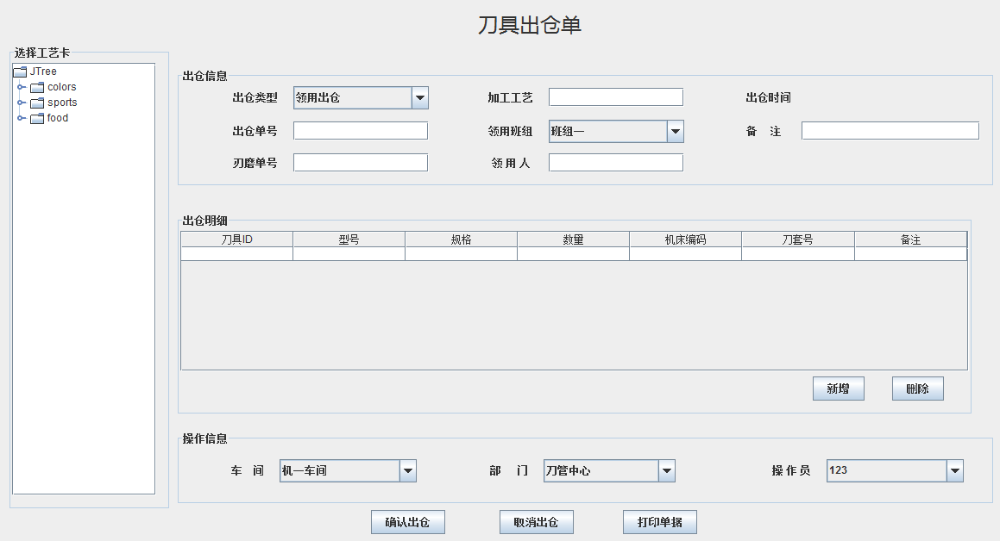 刀具出仓单
选择工艺卡
JTree
colors
sports
food
出仓信息
出仓类型 领用出仓 加工工艺 出仓时间
出仓单号 领用班组 班组一 备 注
刃磨单号 领 用 人
出仓明细
刀具ID 型号 规格 数量 机床编码 刀套号 备注
新增 删除
操作信息
车 间 机一车间 部 门 刀管中心 操 作 员 123
确认出仓 取消出仓 打印单据